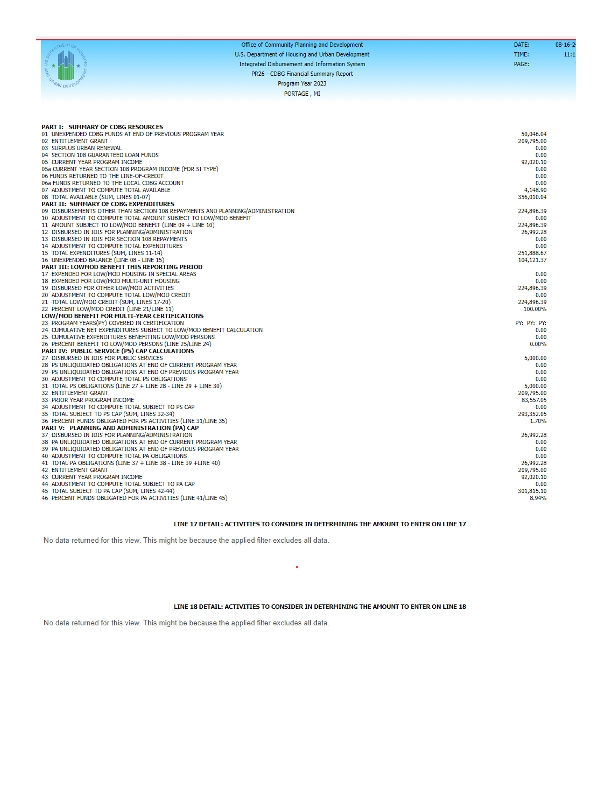 Office of Community Planning and Development
DATE: 08-16-2
U.S. Department of Housing and Urban Development
TIME: 11:1
Integrated Disbursement and Information System
PAGE:
PR26 - CDBG Financial Summary Report
Program Year 2023
PORTAGE , MI
PART I: SUMMARY OF CDBG RESOURCES
01 UNEXPENDED CDBG FUNDS AT END OF PREVIOUS PROGRAM YEAR 50,046.04
02 ENTITLEMENT GRANT 209,795.00
03 SURPLUS URBAN RENEWAL 0.00
04 SECTION 108 GUARANTEED LOAN FUNDS 0.00
05 CURRENT YEAR PROGRAM INCOME 92,020.10
05a CURRENT YEAR SECTION 108 PROGRAM INCOME (FOR SI TYPE) 0.00
06 FUNDS RETURNED TO THE LINE-OF-CREDIT 0.00
06a FUNDS RETURNED TO THE LOCAL CDBG ACCOUNT 0.00
07 ADJUSTMENT TO COMPUTE TOTAL AVAILABLE 4,148.90
08 TOTAL AVAILABLE (SUM, LINES 01-07) 356,010.04
PART II: SUMMARY OF CDBG EXPENDITURES
09 DISBURSEMENTS OTHER THAN SECTION 108 REPAYMENTS AND PLANNING/ADMINISTRATION 224,896.39
10 ADJUSTMENT TO COMPUTE TOTAL AMOUNT SUBJECT TO LOW/MOD BENEFIT 0.00
11 AMOUNT SUBJECT TO LOW/MOD BENEFIT (LINE 09 + LINE 10) 224,896.39
12 DISBURSED IN IDIS FOR PLANNING/ADMINISTRATION 26,992.28
13 DISBURSED IN IDIS FOR SECTION 108 REPAYMENTS 0.00
14 ADJUSTMENT TO COMPUTE TOTAL EXPENDITURES 0.00
15 TOTAL EXPENDITURES (SUM, LINES 11-14) 251,888.67
16 UNEXPENDED BALANCE (LINE 08 - LINE 15) 104,121.37
PART III: LOWMOD BENEFIT THIS REPORTING PERIOD
17 EXPENDED FOR LOW/MOD HOUSING IN SPECIAL AREAS 0.00
18 EXPENDED FOR LOW/MOD MULTI-UNIT HOUSING 0.00
19 DISBURSED FOR OTHER LOW/MOD ACTIVITIES 224,896.39
20 ADJUSTMENT TO COMPUTE TOTAL LOW/MOD CREDIT 0.00
21 TOTAL LOW/MOD CREDIT (SUM, LINES 17-20) 224,896.39
22 PERCENT LOW/MOD CREDIT (LINE 21/LINE 11) 100.00%
LOW/MOD BENEFIT FOR MULTI-YEAR CERTIFICATIONS
23 PROGRAM YEARS(PY) COVERED IN CERTIFICATION PY: PY: PY:
24 CUMULATIVE NET EXPENDITURES SUBJECT TO LOW/MOD BENEFIT CALCULATION 0.00
25 CUMULATIVE EXPENDITURES BENEFITING LOW/MOD PERSONS 0.00
26 PERCENT BENEFIT TO LOW/MOD PERSONS (LINE 25/LINE 24) 0.00%
PART IV: PUBLIC SERVICE (PS) CAP CALCULATIONS
27 DISBURSED IN IDIS FOR PUBLIC SERVICES 5,000.00
28 PS UNLIQUIDATED OBLIGATIONS AT END OF CURRENT PROGRAM YEAR 0.00
29 PS UNLIQUIDATED OBLIGATIONS AT END OF PREVIOUS PROGRAM YEAR 0.00
30 ADJUSTMENT TO COMPUTE TOTAL PS OBLIGATIONS 0.00
31 TOTAL PS OBLIGATIONS (LINE 27 + LINE 28 - LINE 29 + LINE 30) 5,000.00
32 ENTITLEMENT GRANT 209,795.00
33 PRIOR YEAR PROGRAM INCOME 83,557.05
34 ADJUSTMENT TO COMPUTE TOTAL SUBJECT TO PS CAP 0.00
35 TOTAL SUBJECT TO PS CAP (SUM, LINES 32-34) 293,352.05
36 PERCENT FUNDS OBLIGATED FOR PS ACTIVITIES (LINE 31/LINE 35) 1.70%
PART V: PLANNING AND ADMINISTRATION (PA) CAP
37 DISBURSED IN IDIS FOR PLANNING/ADMINISTRATION 26,992.28
38 PA UNLIQUIDATED OBLIGATIONS AT END OF CURRENT PROGRAM YEAR 0.00
39 PA UNLIQUIDATED OBLIGATIONS AT END OF PREVIOUS PROGRAM YEAR 0.00
40 ADJUSTMENT TO COMPUTE TOTAL PA OBLIGATIONS 0.00
41 TOTAL PA OBLIGATIONS (LINE 37 + LINE 38 - LINE 39 +LINE 40) 26,992.28
42 ENTITLEMENT GRANT 209,795.00
43 CURRENT YEAR PROGRAM INCOME 92,020.10
44 ADJUSTMENT TO COMPUTE TOTAL SUBJECT TO PA CAP 0.00
45 TOTAL SUBJECT TO PA CAP (SUM, LINES 42-44) 301,815.10
46 PERCENT FUNDS OBLIGATED FOR PA ACTIVITIES (LINE 41/LINE 45) 8.94%
LINE 17 DETAIL: ACTIVITIES TO CONSIDER IN DETERMINING THE AMOUNT TO ENTER ON LINE 17
No data returned for this view. This might be because the applied filter excludes all data.
LINE 18 DETAIL: ACTIVITIES TO CONSIDER IN DETERMINING THE AMOUNT TO ENTER ON LINE 18
No data returned for this view. This might be because the applied filter excludes all data.